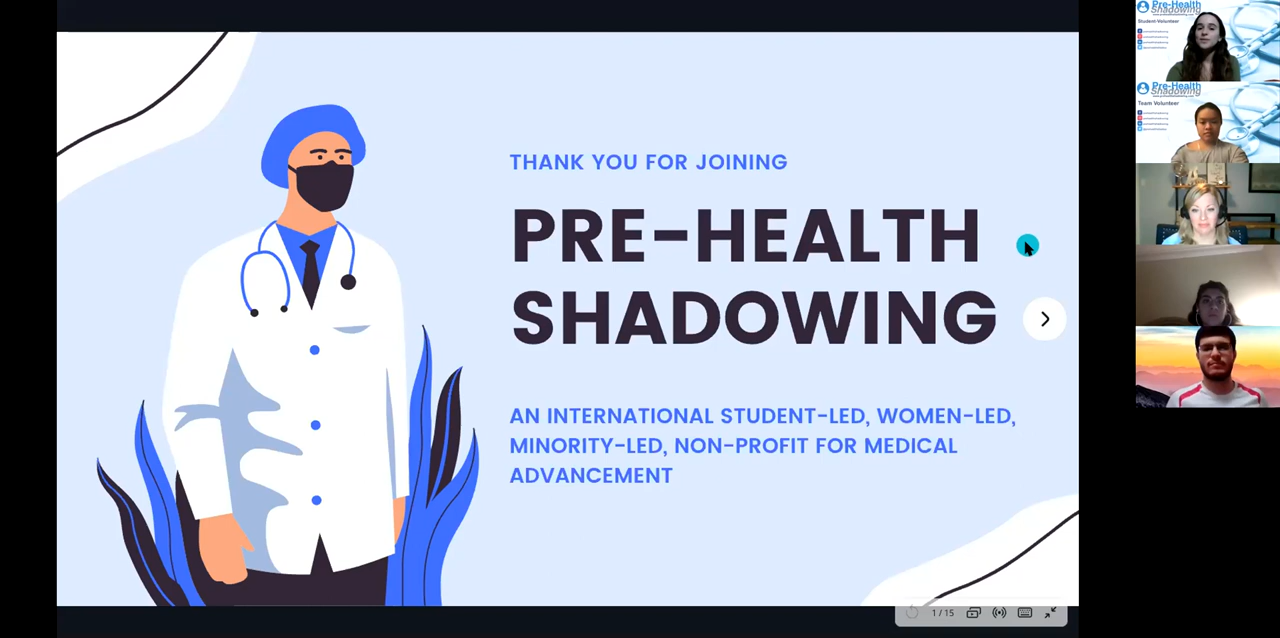 THANK YOU FOR JOINING
PRE-HEALTH
SHADOWING
AN INTERNATIONAL STUDENT-LED, WOMEN-LED,
MINORITY-LED, NON-PROFIT FOR MEDICAL
ADVANCEMENT
1 / 15
Pre-Health
Shadowing
Student Volunteer
Pre-Health
Shadowing
Team Volunteer